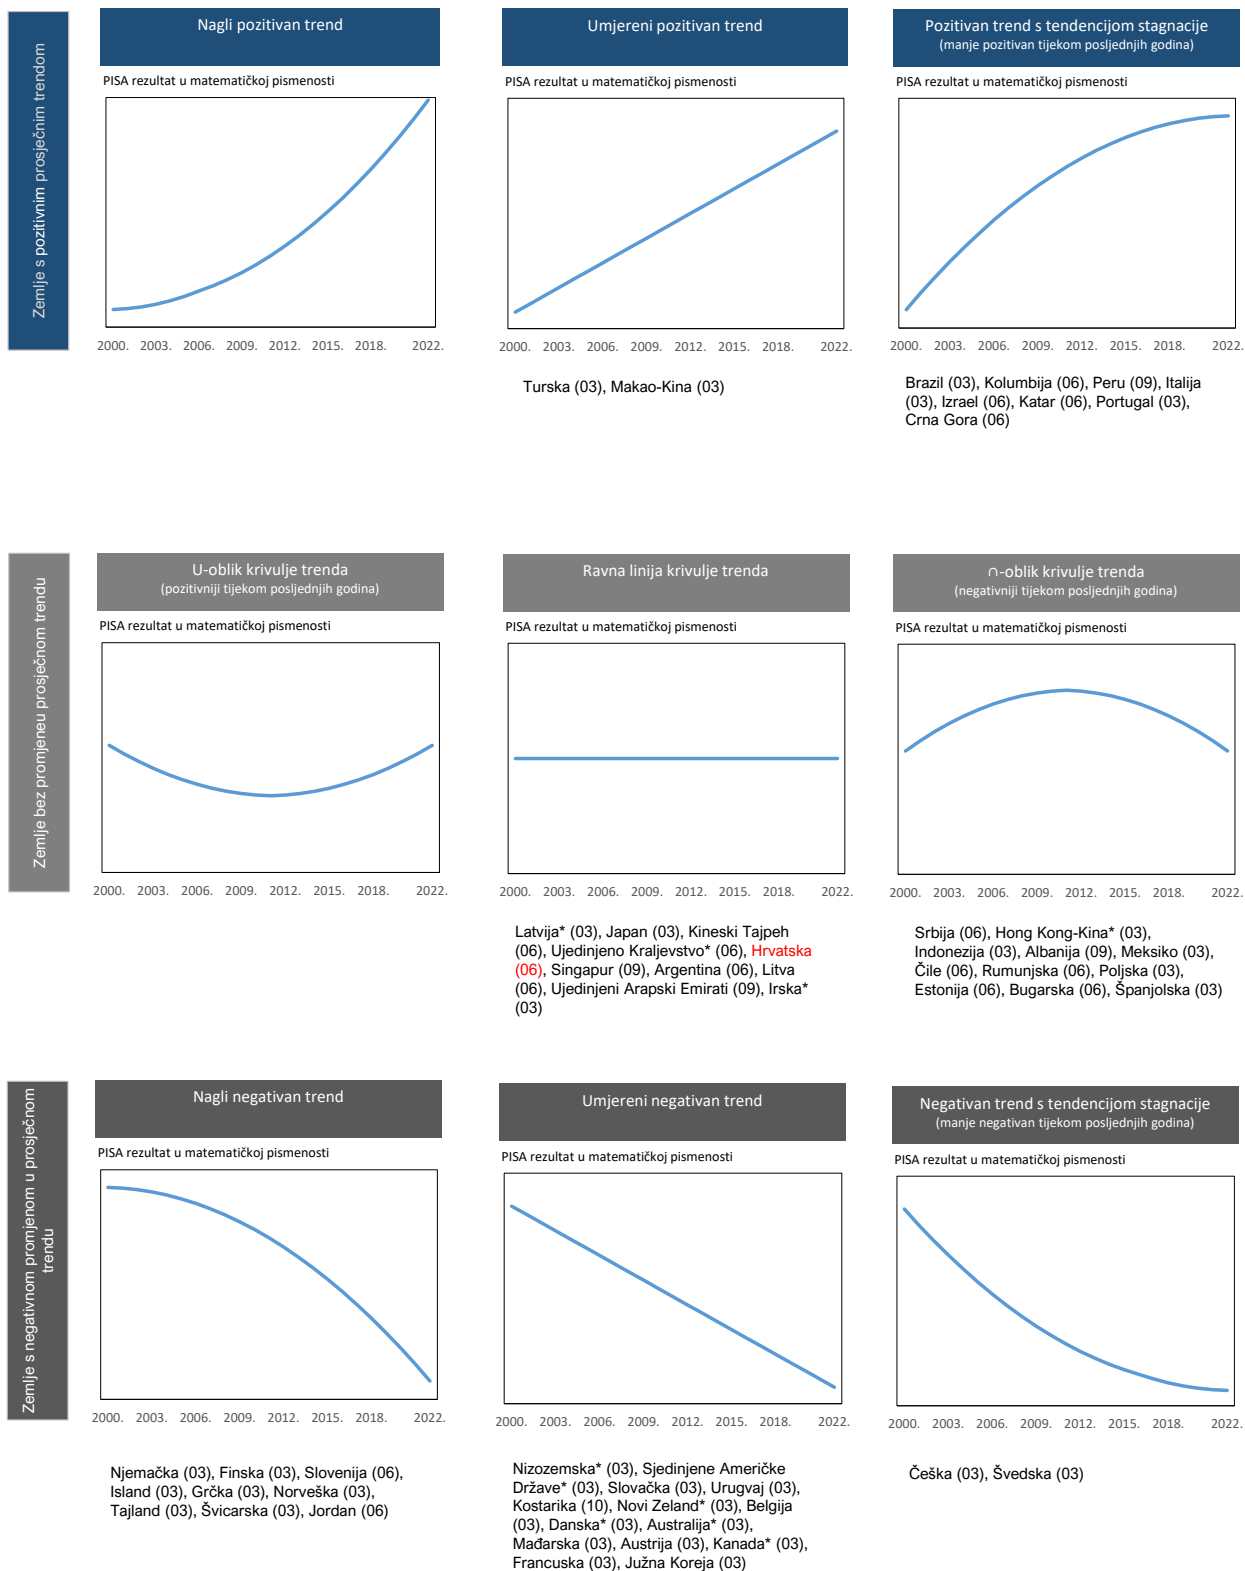 Zemlje s pozitivnim prosječnim trendom
Nagli pozitivan trend
PISA rezultat u matematičkoj pismenosti
2000. 2003. 2006. 2009. 2012. 2015. 2018. 2022.
Umjereni pozitivan trend
PISA rezultat u matematičkoj pismenosti
2000. 2003. 2006. 2009. 2012. 2015. 2018. 2022.
Turska (03), Makao-Kina (03)
Pozitivan trend s tendencijom stagnacije
(manje pozitivan tijekom posljednjih godina)
PISA rezultat u matematičkoj pismenosti
2000. 2003. 2006. 2009. 2012. 2015. 2018. 2022.
Brazil (03), Kolumbija (06), Peru (09), Italija
(03), Izrael (06), Katar (06), Portugal (03),
Crna Gora (06)
Zemlje bez promjeneu prosječnom trendu
U-oblik krivulje trenda
(pozitivniji tijekom posljednjih godina)
PISA rezultat u matematičkoj pismenosti
2000. 2003. 2006. 2009. 2012. 2015. 2018. 2022.
Ravna linija krivulje trenda
PISA rezultat u matematičkoj pismenosti
2000. 2003. 2006. 2009. 2012. 2015. 2018. 2022.
Latvija* (03), Japan (03), Kineski Tajpeh
(06), Ujedinjeno Kraljevstvo* (06), Hrvatska
(06), Singapur (09), Argentina (06), Litva
(06), Ujedinjeni Arapski Emirati (09), Irska*
(03)
∩-oblik krivulje trenda
(negativniji tijekom posljednjih godina)
PISA rezultat u matematičkoj pismenosti
2000. 2003. 2006. 2009. 2012. 2015. 2018. 2022.
Srbija (06), Hong Kong-Kina* (03),
Indonezija (03), Albanija (09), Meksiko (03),
Čile (06), Rumunjska (06), Poljska (03),
Estonija (06), Bugarska (06), Španjolska (03)
Zemlje s negativnom promjenom u prosječnom
trendu
Nagli negativan trend
PISA rezultat u matematičkoj pismenosti
2000. 2003. 2006. 2009. 2012. 2015. 2018. 2022.
Njemačka (03), Finska (03), Slovenija (06),
Island (03), Grčka (03), Norveška (03),
Tajland (03), Švicarska (03), Jordan (06)
Umjereni negativan trend
PISA rezultat u matematičkoj pismenosti
2000. 2003. 2006. 2009. 2012. 2015. 2018. 2022.
Nizozemska* (03), Sjedinjene Američke
Države* (03), Slovačka (03), Urugvaj (03),
Kostarika (10), Novi Zeland* (03), Belgija
(03), Danska* (03), Australija* (03),
Mađarska (03), Austrija (03), Kanada* (03),
Francuska (03), Južna Koreja (03)
Negativan trend s tendencijom stagnacije
(manje negativan tijekom posljednjih godina)
PISA rezultat u matematičkoj pismenosti
2000. 2003. 2006. 2009. 2012. 2015. 2018. 2022.
Češka (03), Švedska (03)